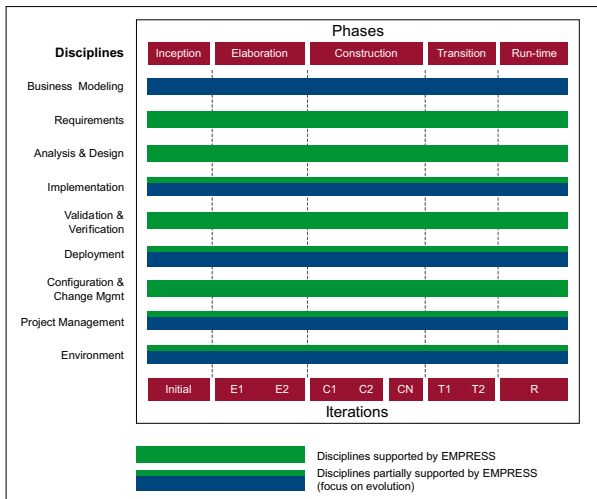 Phases
Disciplines
Inception Elaboration Construction Transition Run-time
Business Modeling
Requirements
Analysis & Design
Implementation
Validation &
Verification
Deployment
Configuration &
Change Mgmt
Project Management
Environment
Initial E1 E2 C1 C2 CN T1 T2 R
Iterations
Disciplines supported by EMPRESS
Disciplines partially supported by EMPRESS
(focus on evolution)